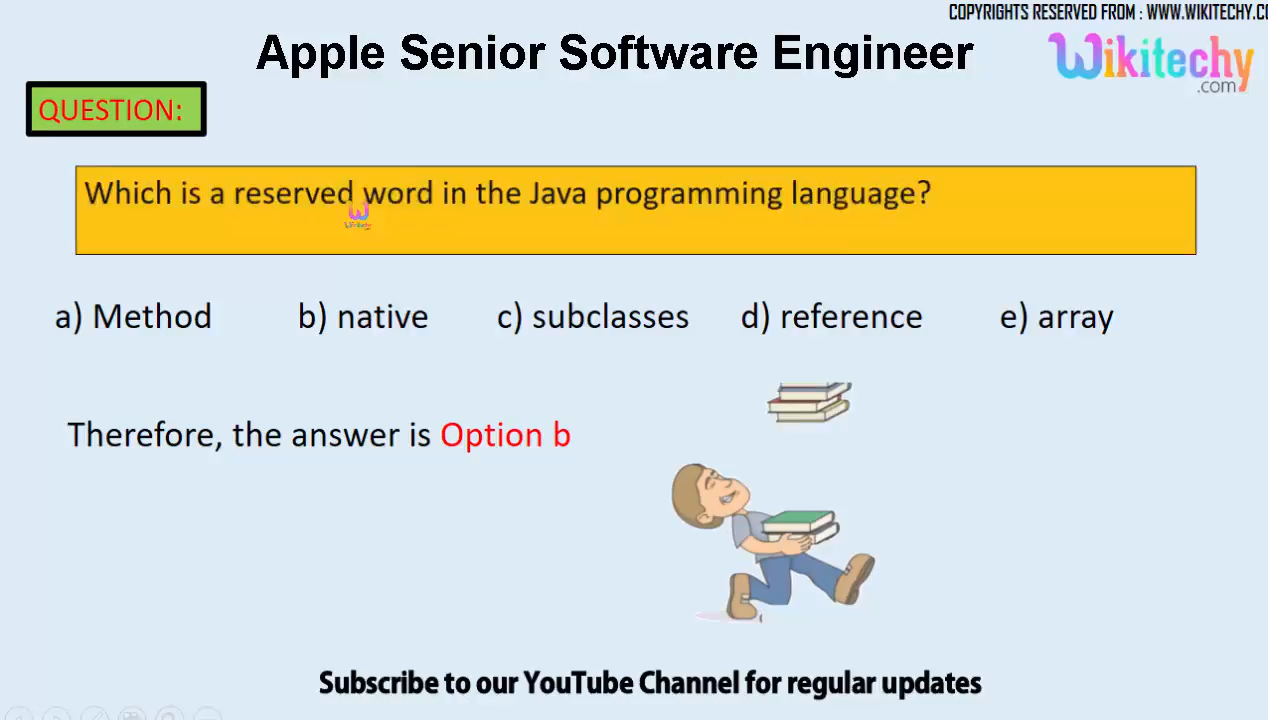 COPYRIGHTS RESERVED FROM : WWW.WIKITECHY.CO
Apple Senior Software Engineer
Wikitechy
.com
QUESTION:
Which is a reserved word in the Java programming language?
Wikitechy
a) Method b) native c) subclasses d) reference e) array
Therefore, the answer is Option b
Subscribe to our YouTube Channel for regular updates